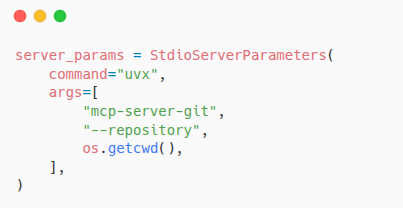 server_params = StdioServerParameters(
    command="uvx",
    args=[
        "mcp-server-git",
        "--repository",
        os.getcwd(),
    ],
)